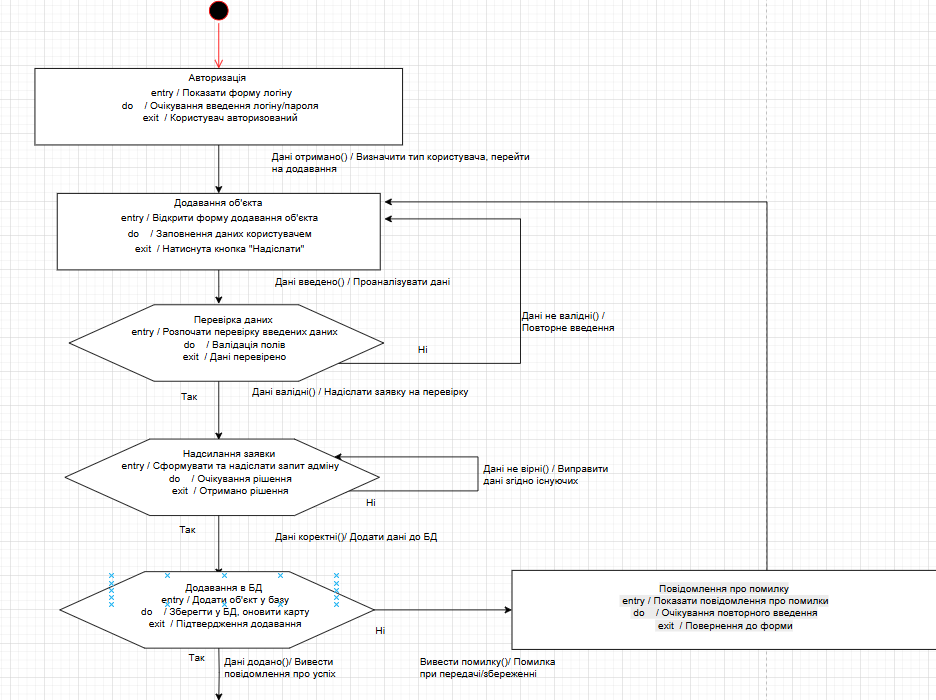 Авторизація
entry / Показати форму логіну
do / Очікування введення логіну/пароля
exit / Користувач авторизований
Дані отримано() / Визначити тип користувача, перейти
на додавання
Додавання об'єкта
entry / Відкрити форму додавання об'єкта
do / Заповнення даних користувачем
exit / Натиснута кнопка "Надіслати"
Дані введено() / Проаналізувати дані
Дані не валідні() /
Повторне введення
Перевірка даних
entry / Розпочати перевірку введених даних
do / Валідація полів
exit / Дані перевірено
Ні
Так
Дані валідні() / Надіслати заявку на перевірку
Надсилання заявки
entry / Сформувати та надіслати запит адміну
do / Очікування рішення
exit / Отримано рішення
Дані не вірні() / Виправити
дані згідно існуючих
Ні
Так
Дані коректні()/ Додати дані до БД
Додавання в БД
entry / Додати об'єкт у базу
do / Зберегти у БД, оновити карту
exit / Підтвердження додавання
Повідомлення про помилку
entry / Показати повідомлення про помилки
do / Очікування повторного введення
exit / Повернення до форми
Ні
Так
Дані додано()/ Вивести
повідомлення про успіх
Вивести помилку()/ Помилка
при передачі/збереженні